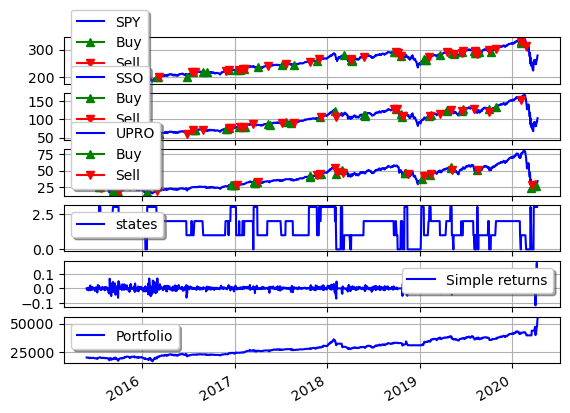 SPY
Buy
Sell
300
200
SSO
Buy
Sell
150
100
50
UPRO
Buy
Sell
75
50
25
states
2.5
0.0
Simple returns
0.1
0.0
−0.1
Portfolio
50000
25000
2016 2017 2018 2019 2020